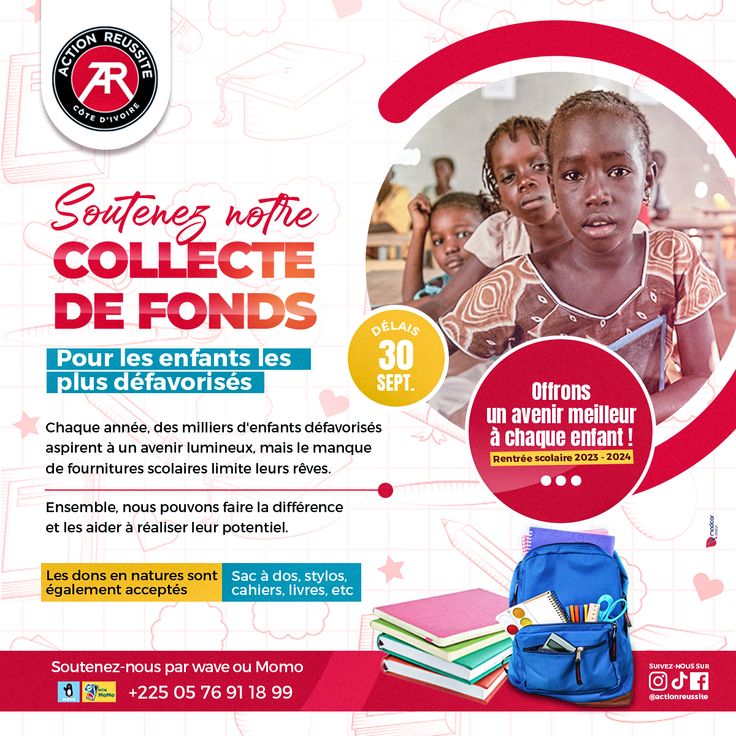 ACTION REUSSITE
AR
CÔTE D'IVOIRE
Soutenez notre
COLLECTE
DE FONDS
Pour les enfants les
plus défavorisés
DÉLAIS
30
SEPT.
Offrons
un avenir meilleur
à chaque enfant !
Rentrée scolaire 2023 - 2024
Chaque année, des milliers d'enfants défavorisés
aspirent à un avenir lumineux, mais le manque
de fournitures scolaires limite leurs rêves.
Ensemble, nous pouvons faire la différence
et les aider à réaliser leur potentiel.
Les dons en natures sont
également acceptés
Sac à dos, stylos,
cahiers, livres, etc
Soutenez-nous par wave ou Momo
MoMo
+225 05 76 91 18 99
SUIVEZ-NOUS SUR
@actionreussite